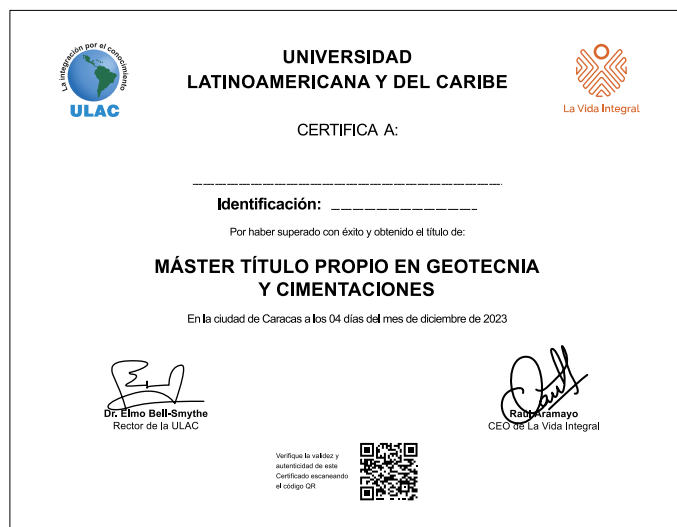 La integración por el conocimiento
ULAC
UNIVERSIDAD
LATINOAMERICANA Y DEL CARIBE
La Vida Integral
CERTIFICA A:
Identificación:
Por haber superado con éxito y obtenido el título de:
MÁSTER TÍTULO PROPIO EN GEOTECNIA
Y CIMENTACIONES
En la ciudad de Caracas a los 04 días del mes de diciembre de 2023
Dr. Elmo Bell-Smythe
Rector de la ULAC
Raúl Aramayo
CEO de La Vida Integral
Verifique la validez y
autenticidad de este
Certificado escaneando
el código QR